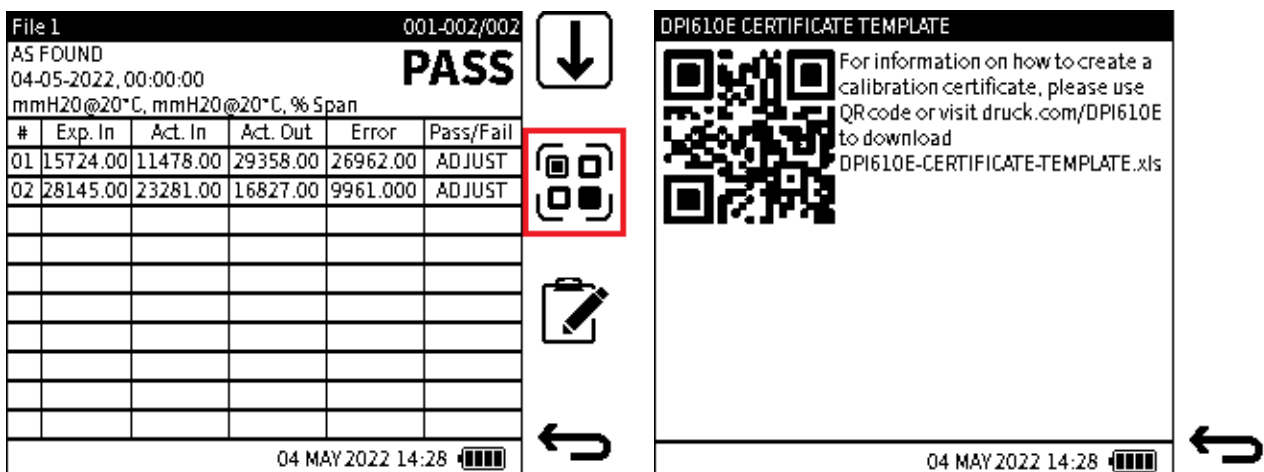 File 1 001-002/002
AS FOUND
PASS
04-05-2022, 00:00:00
mmH20@20°C, mmH20@20°C, % Span
# Exp. In Act. In Act. Out Error Pass/Fail
01 15724.00 11478.00 29358.00 26962.00 ADJUST
02 28145.00 23281.00 16827.00 9961.000 ADJUST
04 MAY 2022 14:28
DPI610E CERTIFICATE TEMPLATE
For information on how to create a
calibration certificate, please use
QR code or visit druck.com/DPI610E
to download
DPI610E-CERTIFICATE-TEMPLATE.xls
04 MAY 2022 14:28